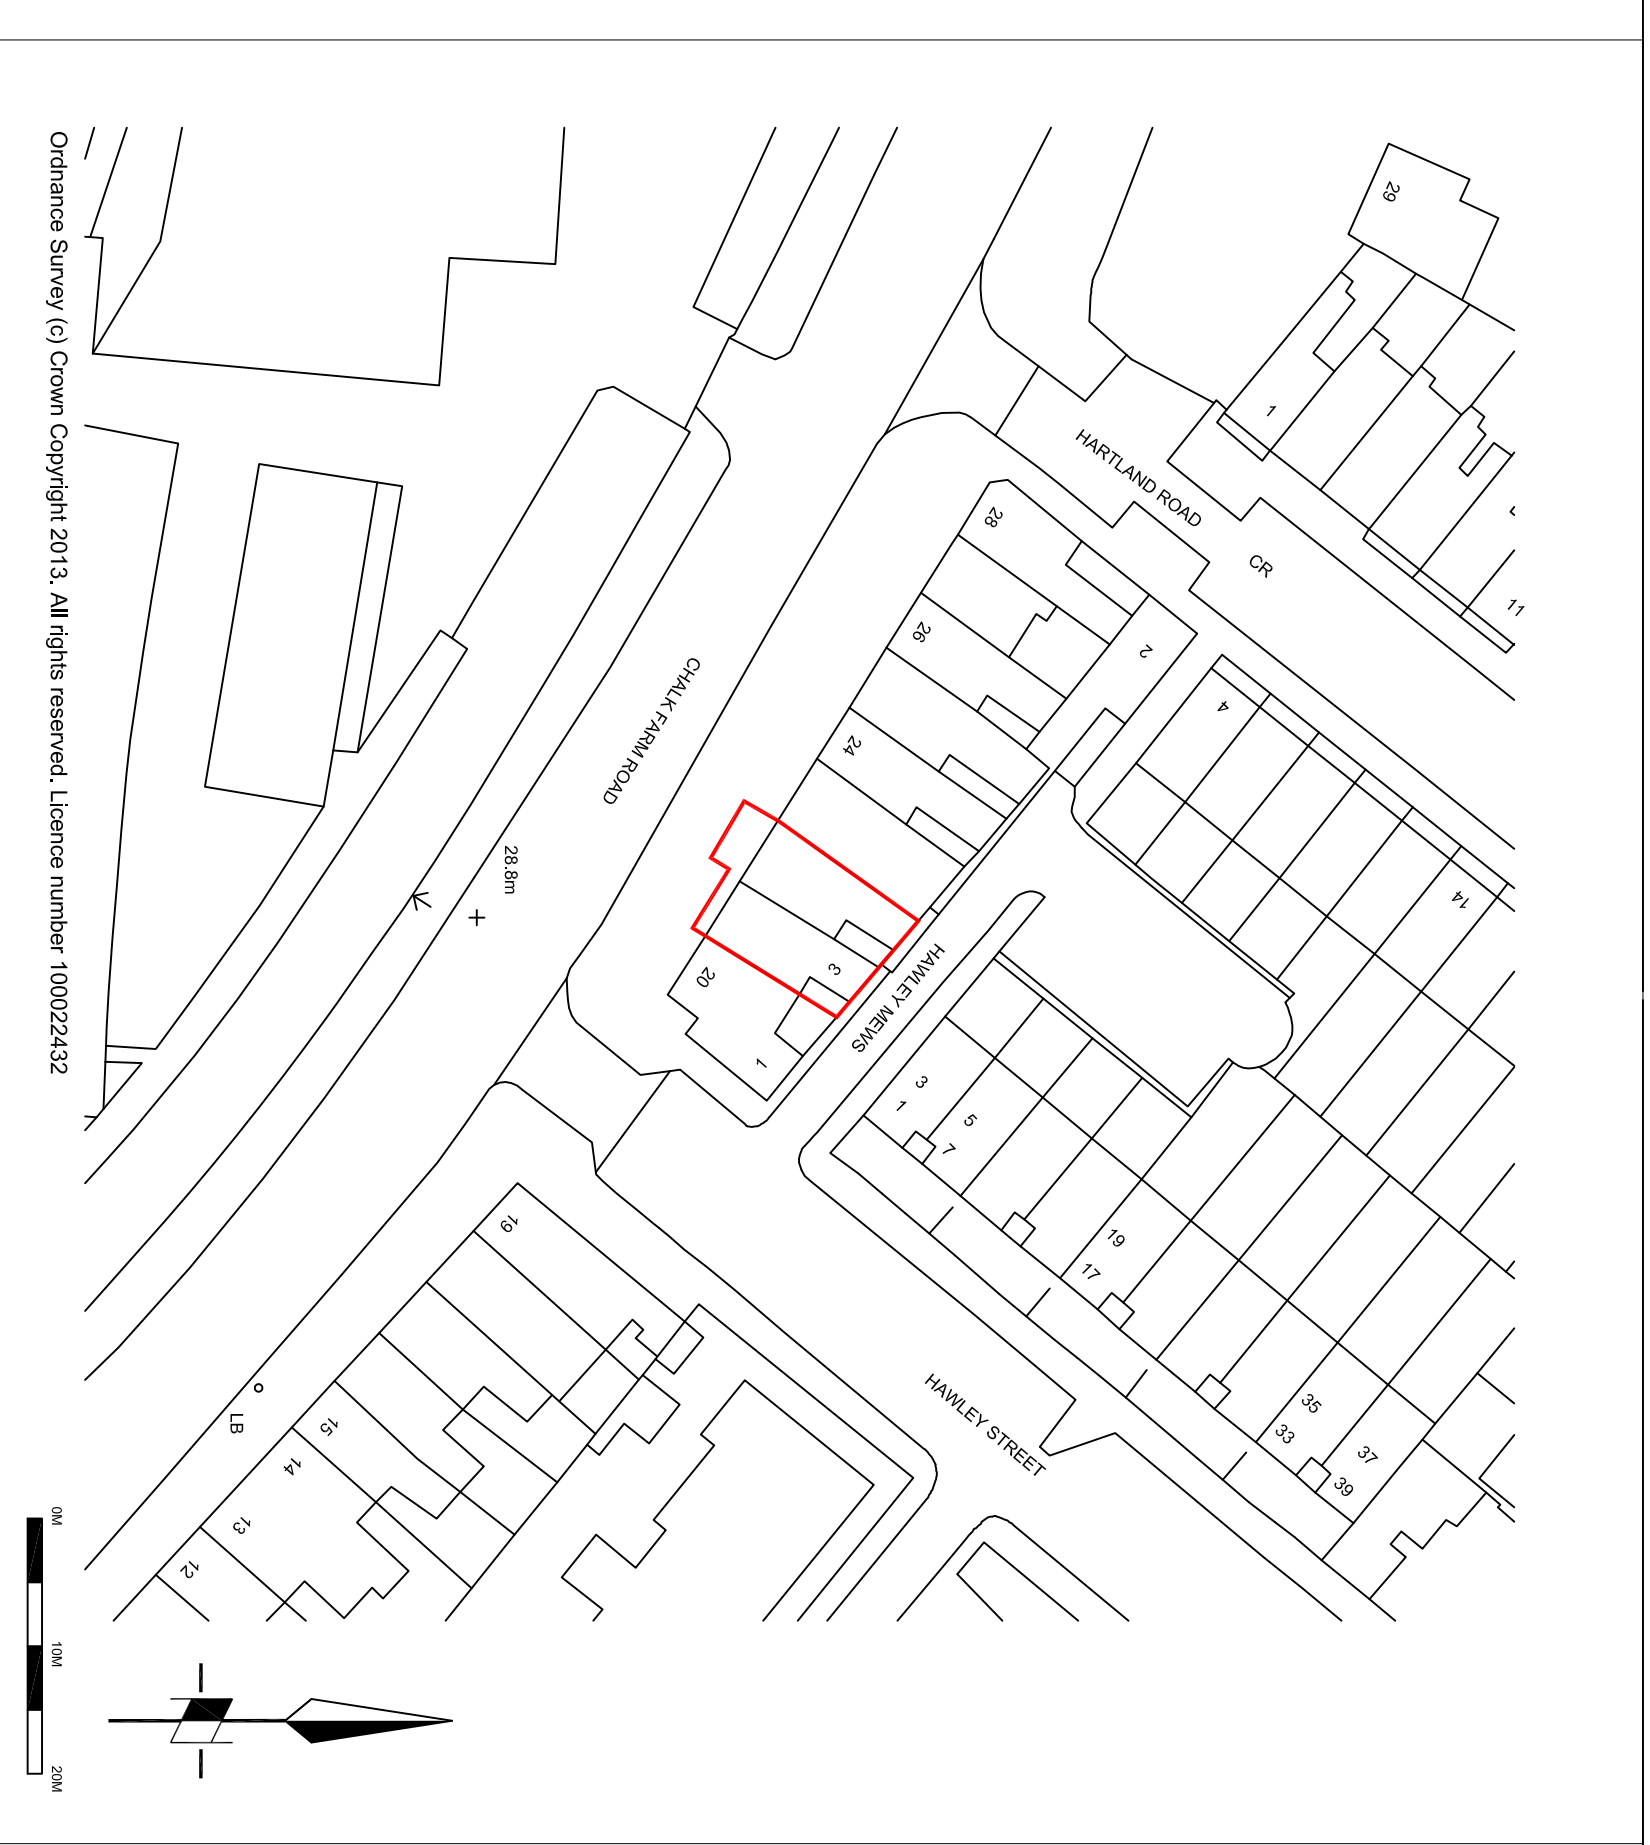 29
1
HARTLAND ROAD
CR
11
28
2
26
4
24
CHALK FARM ROAD
14
28.8m
20
3
HAWLEY MEWS
1
3
1
5
7
19
17
19
35
33
37
39
HAWLEY STREET
LB
15
14
13
12
Ordnance Survey (c) Crown Copyright 2013. All rights reserved. Licence number 100022432
0M
10M
20M